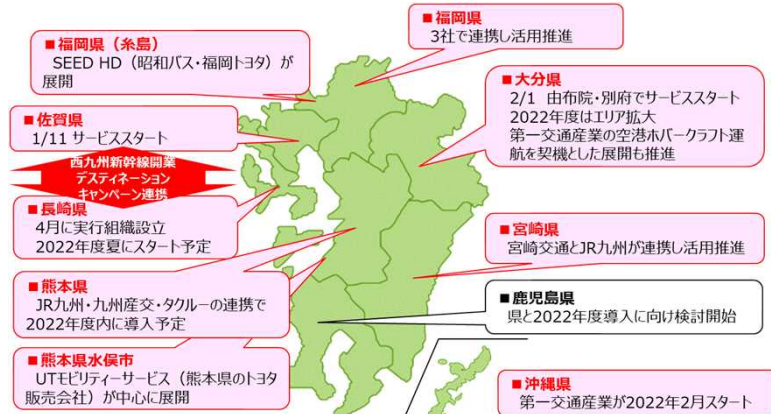 ■福岡県
3社で連携し活用推進
■福岡県（糸島）
SEED HD（昭和バス・福岡トヨタ）が
展開
■大分県
2/1 由布院・別府でサービススタート
2022年度はエリア拡大
第一交通産業の空港ホバークラフト運
航を契機とした展開も推進
■佐賀県
1/11 サービススタート
西九州新幹線開業
デスティネーション
キャンペーン連携
■長崎県
4月に実行組織設立
2022年度夏にスタート予定
■宮崎県
宮崎交通とJR九州が連携し活用推進
■熊本県
JR九州・九州産交・タクルーの連携で
2022年度内に導入予定
■鹿児島県
県と2022年度導入に向け検討開始
■熊本県水俣市
UTモビリティーサービス（熊本県のトヨタ
販売会社）が中心に展開
■沖縄県
第一交通産業が2022年2月スタート